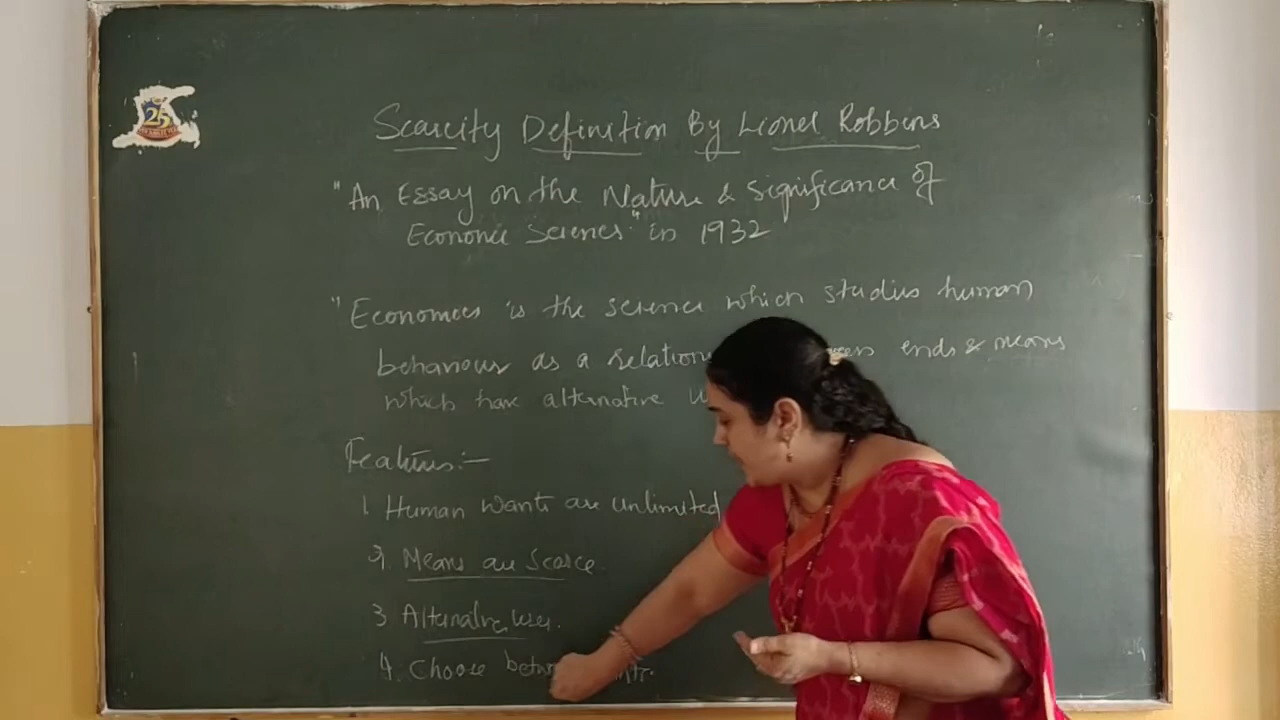 25
Scarcity Definition By Lionel Robbins
"An Essay on the Nature & Significance of
Economic Science" in 1932
"Economics is the science which studies human
behaviour as a relation ends & means
which have alternative
Features:-
1 Human wants are unlimited
2. Means are Scarce.
3 Alternative uses.
4. Choose